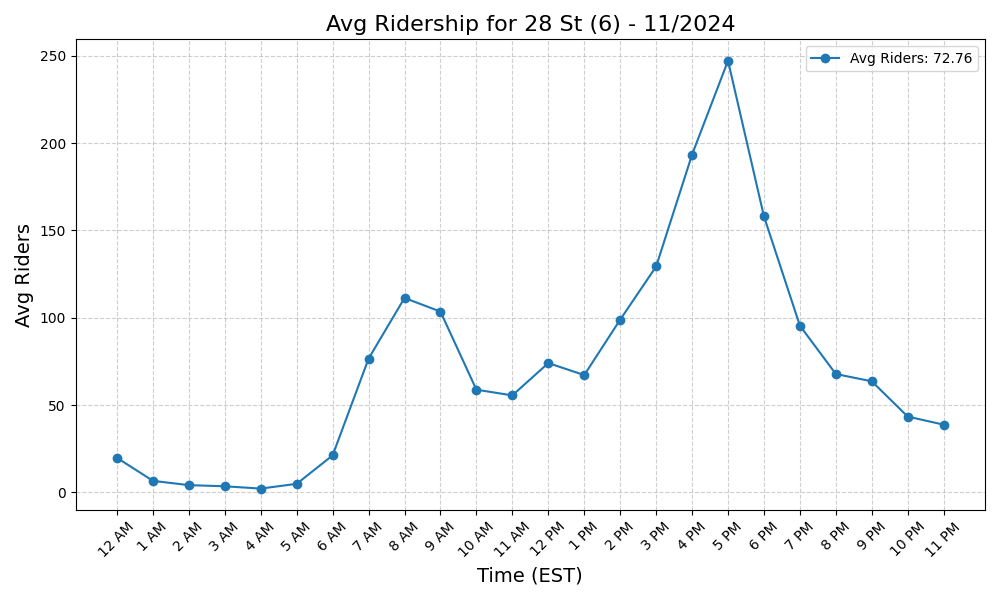 Avg Ridership for 28 St (6) - 11/2024
Avg Riders: 72.76
Avg Riders
250
200
150
100
50
0
12 AM 1 AM 2 AM 3 AM 4 AM 5 AM 6 AM 7 AM 8 AM 9 AM 10 AM 11 AM 12 PM 1 PM 2 PM 3 PM 4 PM 5 PM 6 PM 7 PM 8 PM 9 PM 10 PM 11 PM
Time (EST)